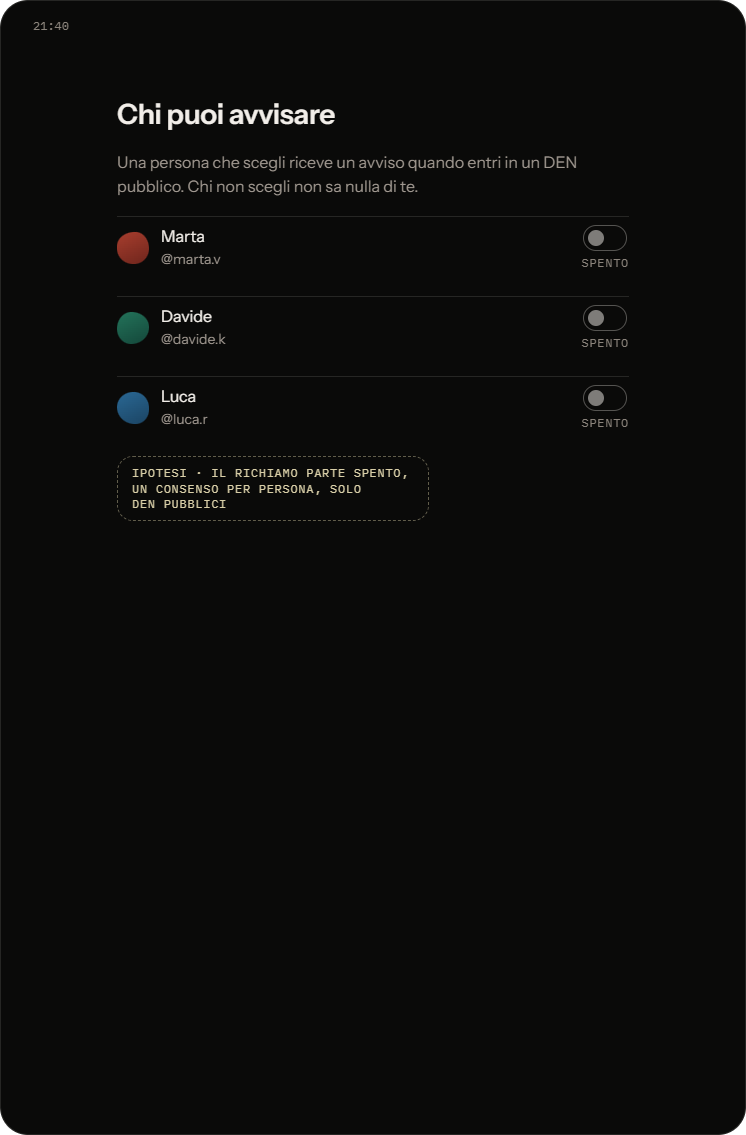 21:40
Chi puoi avvisare
Una persona che scegli riceve un avviso quando entri in un DEN
pubblico. Chi non scegli non sa nulla di te.
Marta
@marta.v
SPENTO
Davide
@davide.k
SPENTO
Luca
@luca.r
SPENTO
IPOTESI · IL RICHIAMO PARTE SPENTO,
UN CONSENSO PER PERSONA, SOLO
DEN PUBBLICI